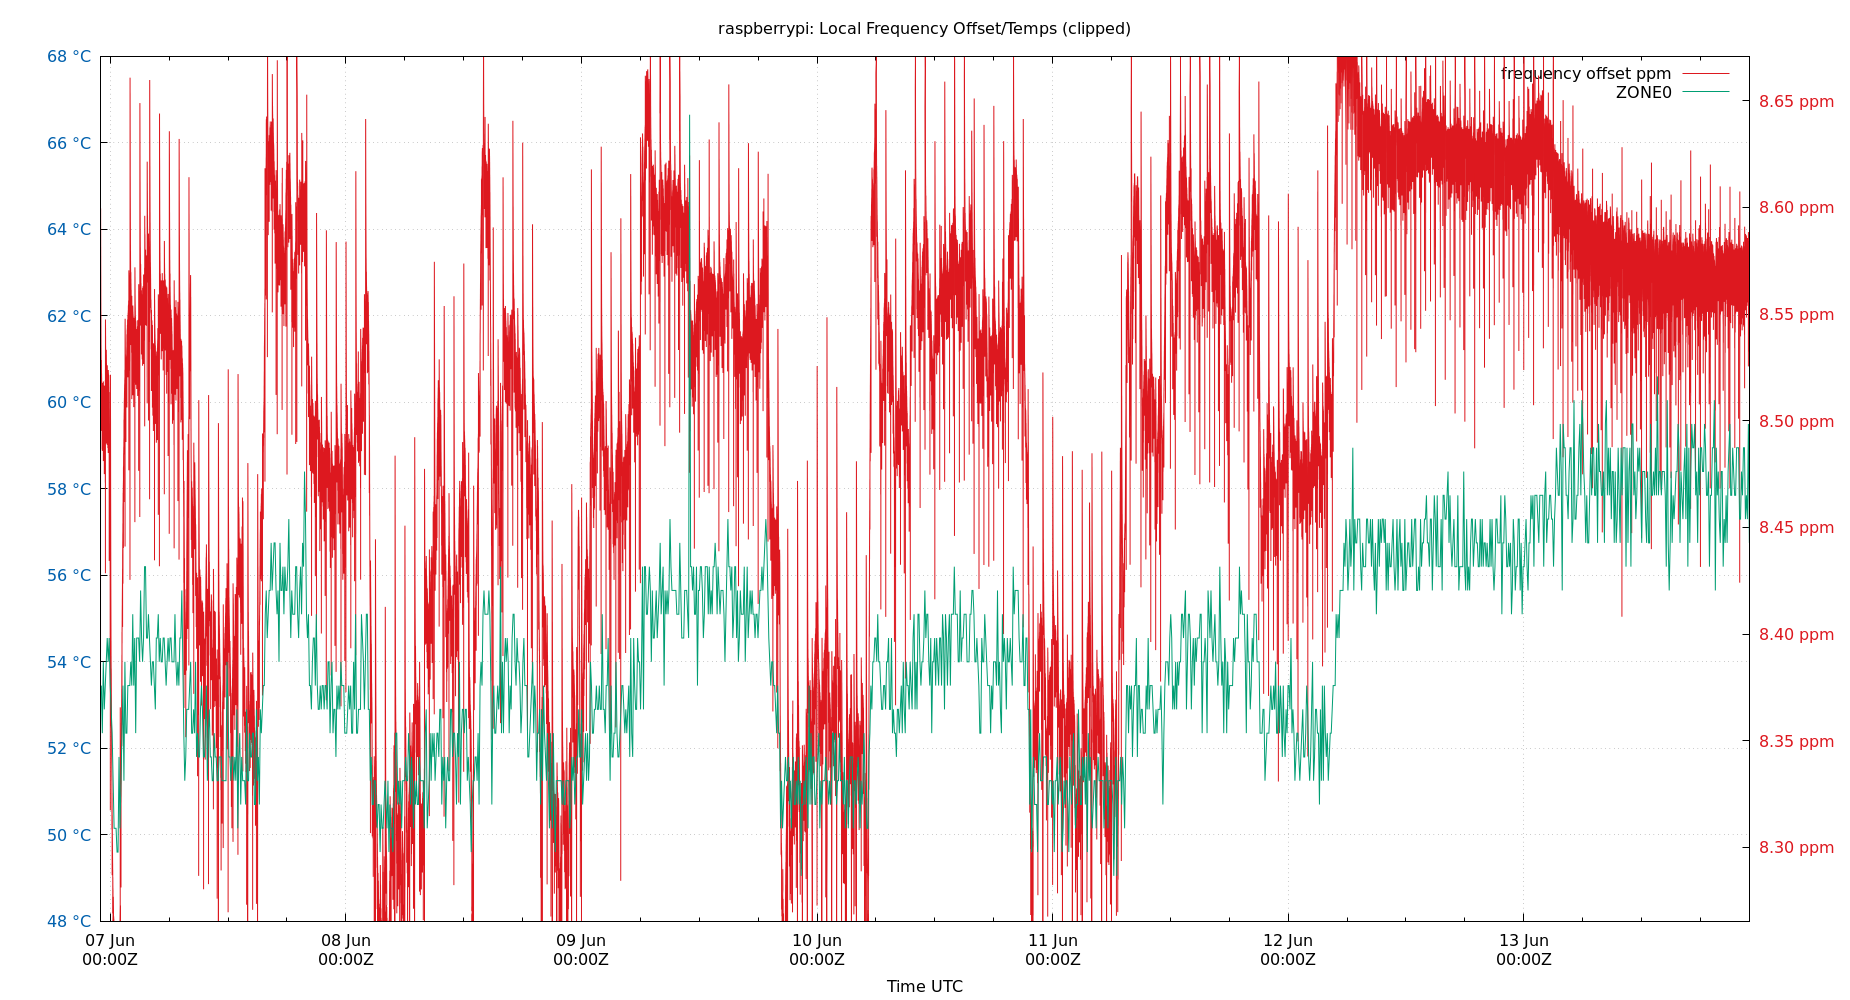 raspberrypi: Local Frequency Offset/Temps (clipped)
68 °C
66 °C
64 °C
62 °C
60 °C
58 °C
56 °C
54 °C
52 °C
50 °C
48 °C
frequency offset ppm
ZONE0
8.65 ppm
8.60 ppm
8.55 ppm
8.50 ppm
8.45 ppm
8.40 ppm
8.35 ppm
8.30 ppm
07 Jun 08 Jun 09 Jun 10 Jun 11 Jun 12 Jun 13 Jun
00:00Z 00:00Z 00:00Z 00:00Z 00:00Z 00:00Z 00:00Z
Time UTC